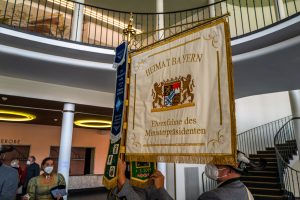 HEIMAT.BAYERN
Ehrenfahne des
Ministerpräsidenten